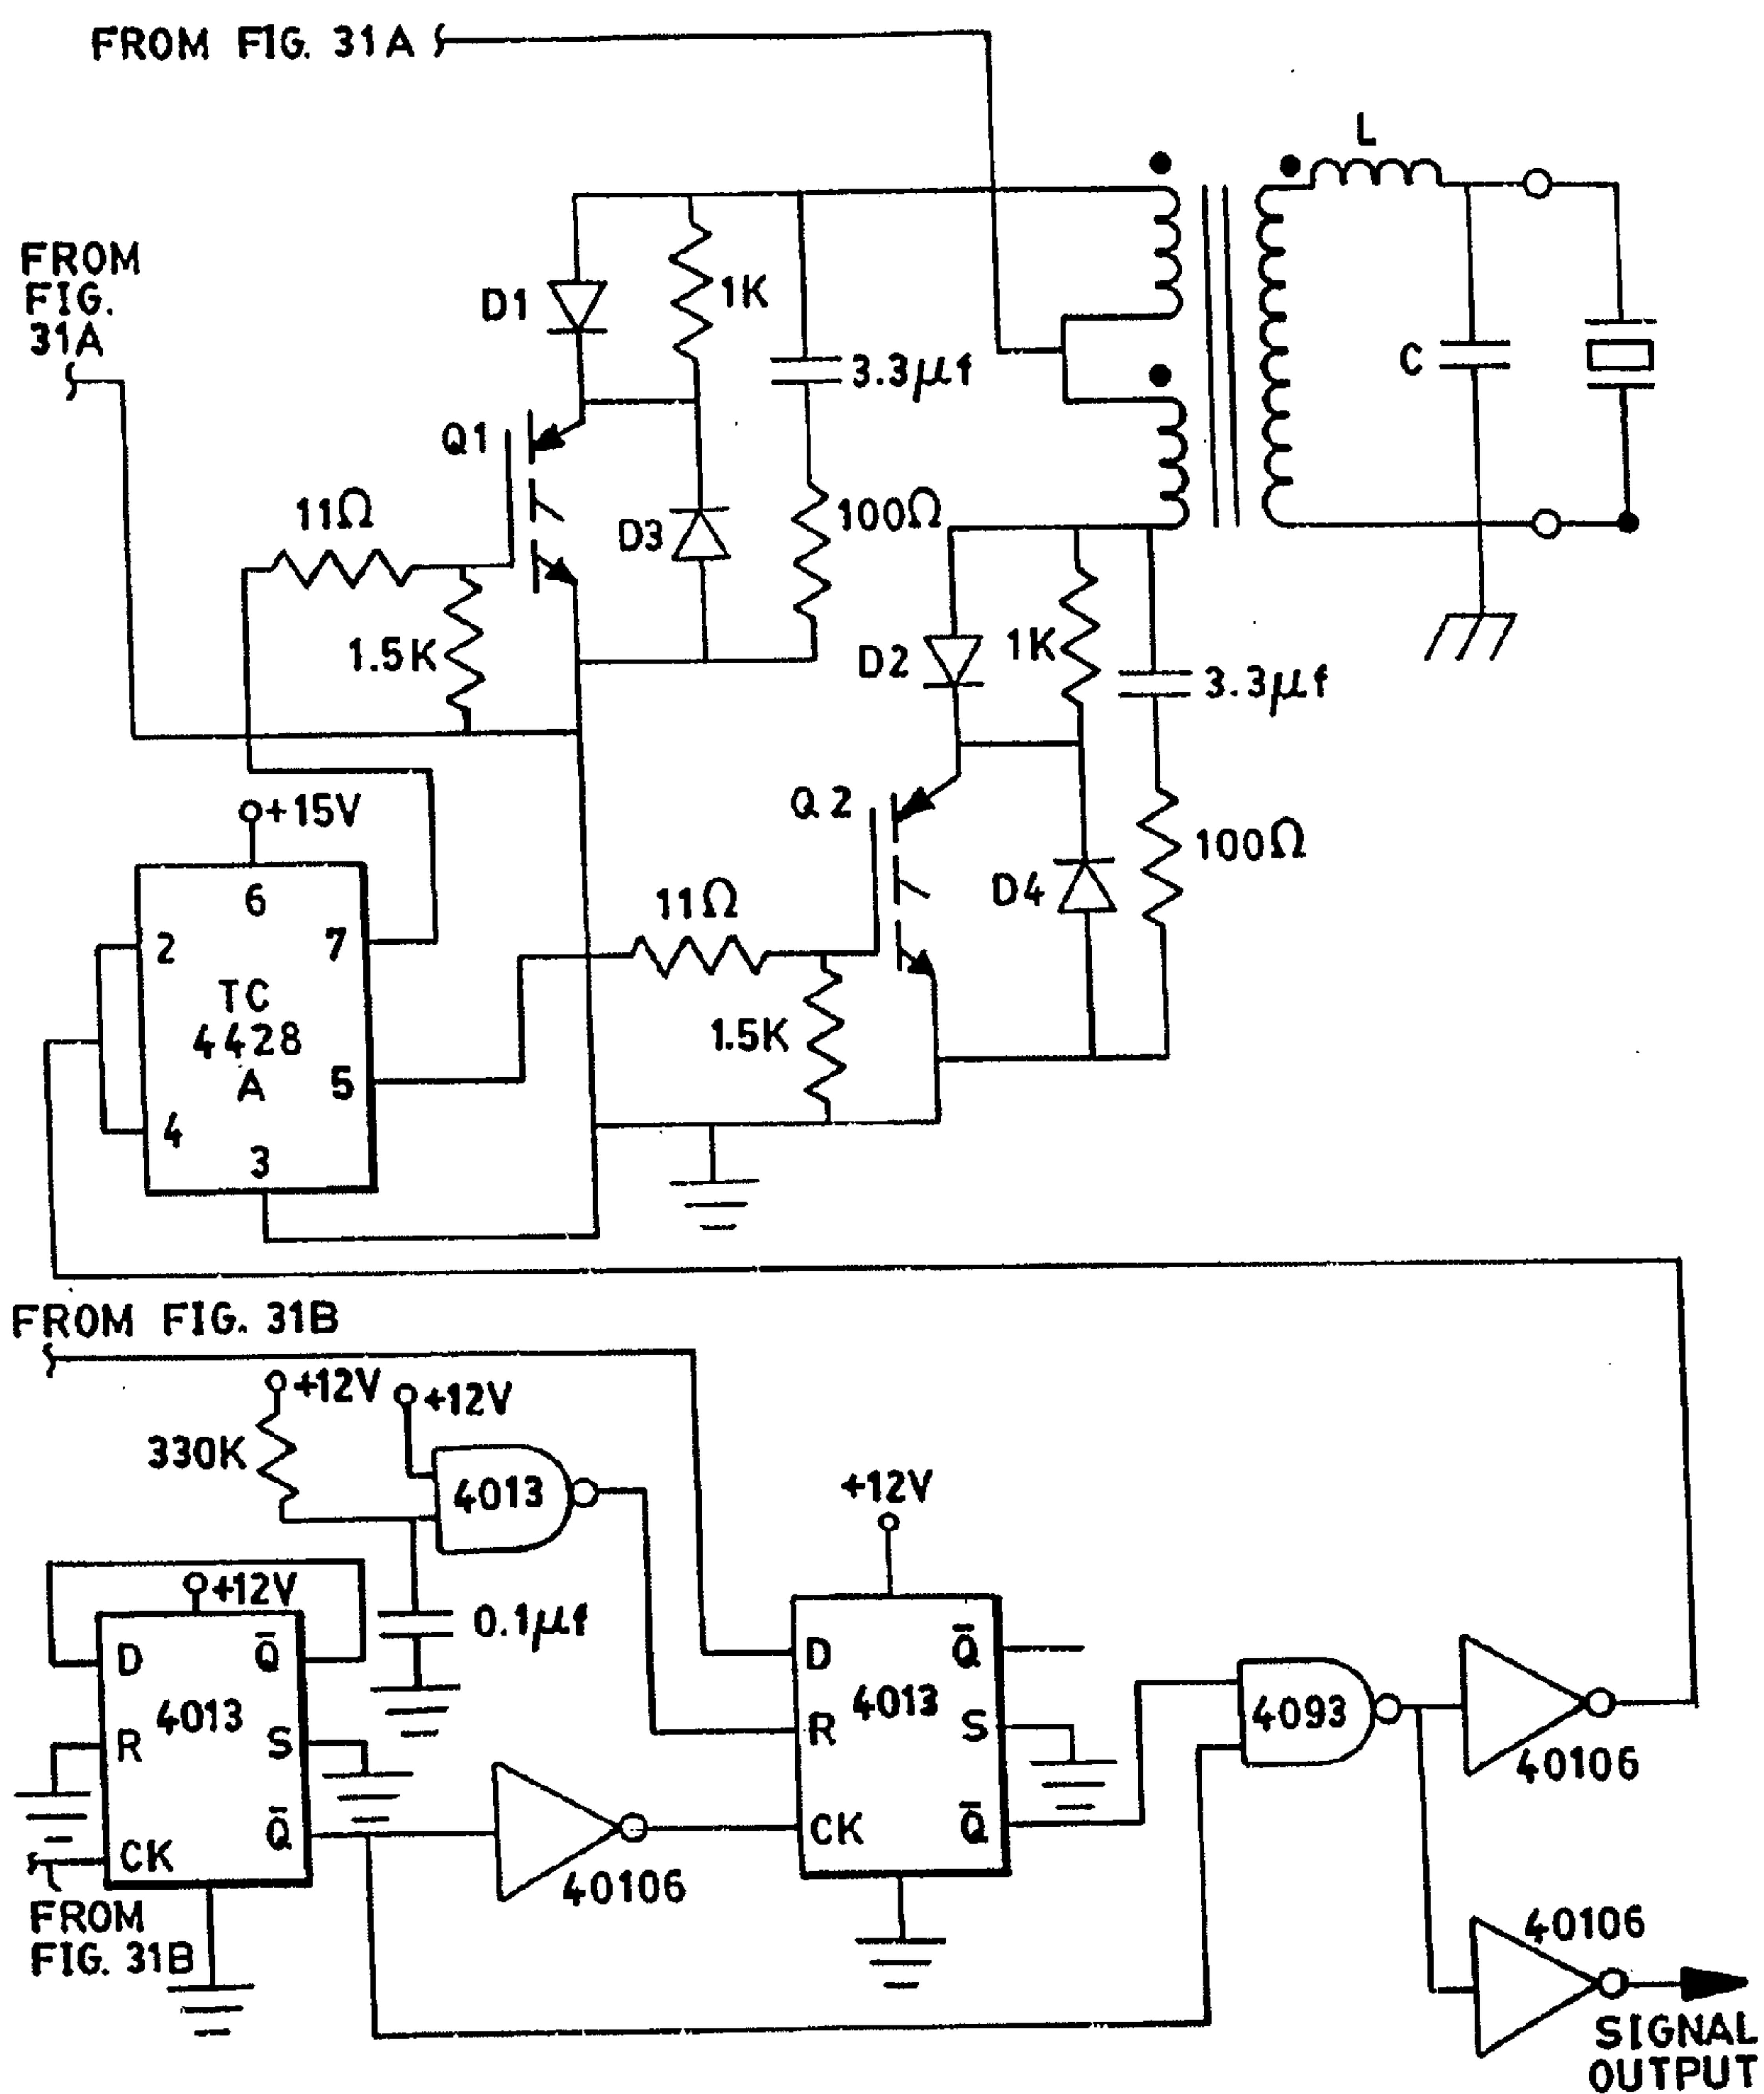 FROM FIG. 31A
L
FROM
FIG.
31A
D1
1K
3.3μf
C
Q1
11Ω
D3
100Ω
1.5K
D2
1K
3.3μf
+15V
Q2
100Ω
6
11Ω
D4
2
7
TC
4428
A
1.5K
5
4
3
FROM FIG. 31B
+12V
+12V
330K
4013
+12V
+12V
0.1μf
D
Q̄
4013
R
S
Q̄
CK
FROM
FIG. 31B
40106
D
Q̄
4013
R
S
CK
Q̄
4093
40106
40106
SIGNAL
OUTPUT